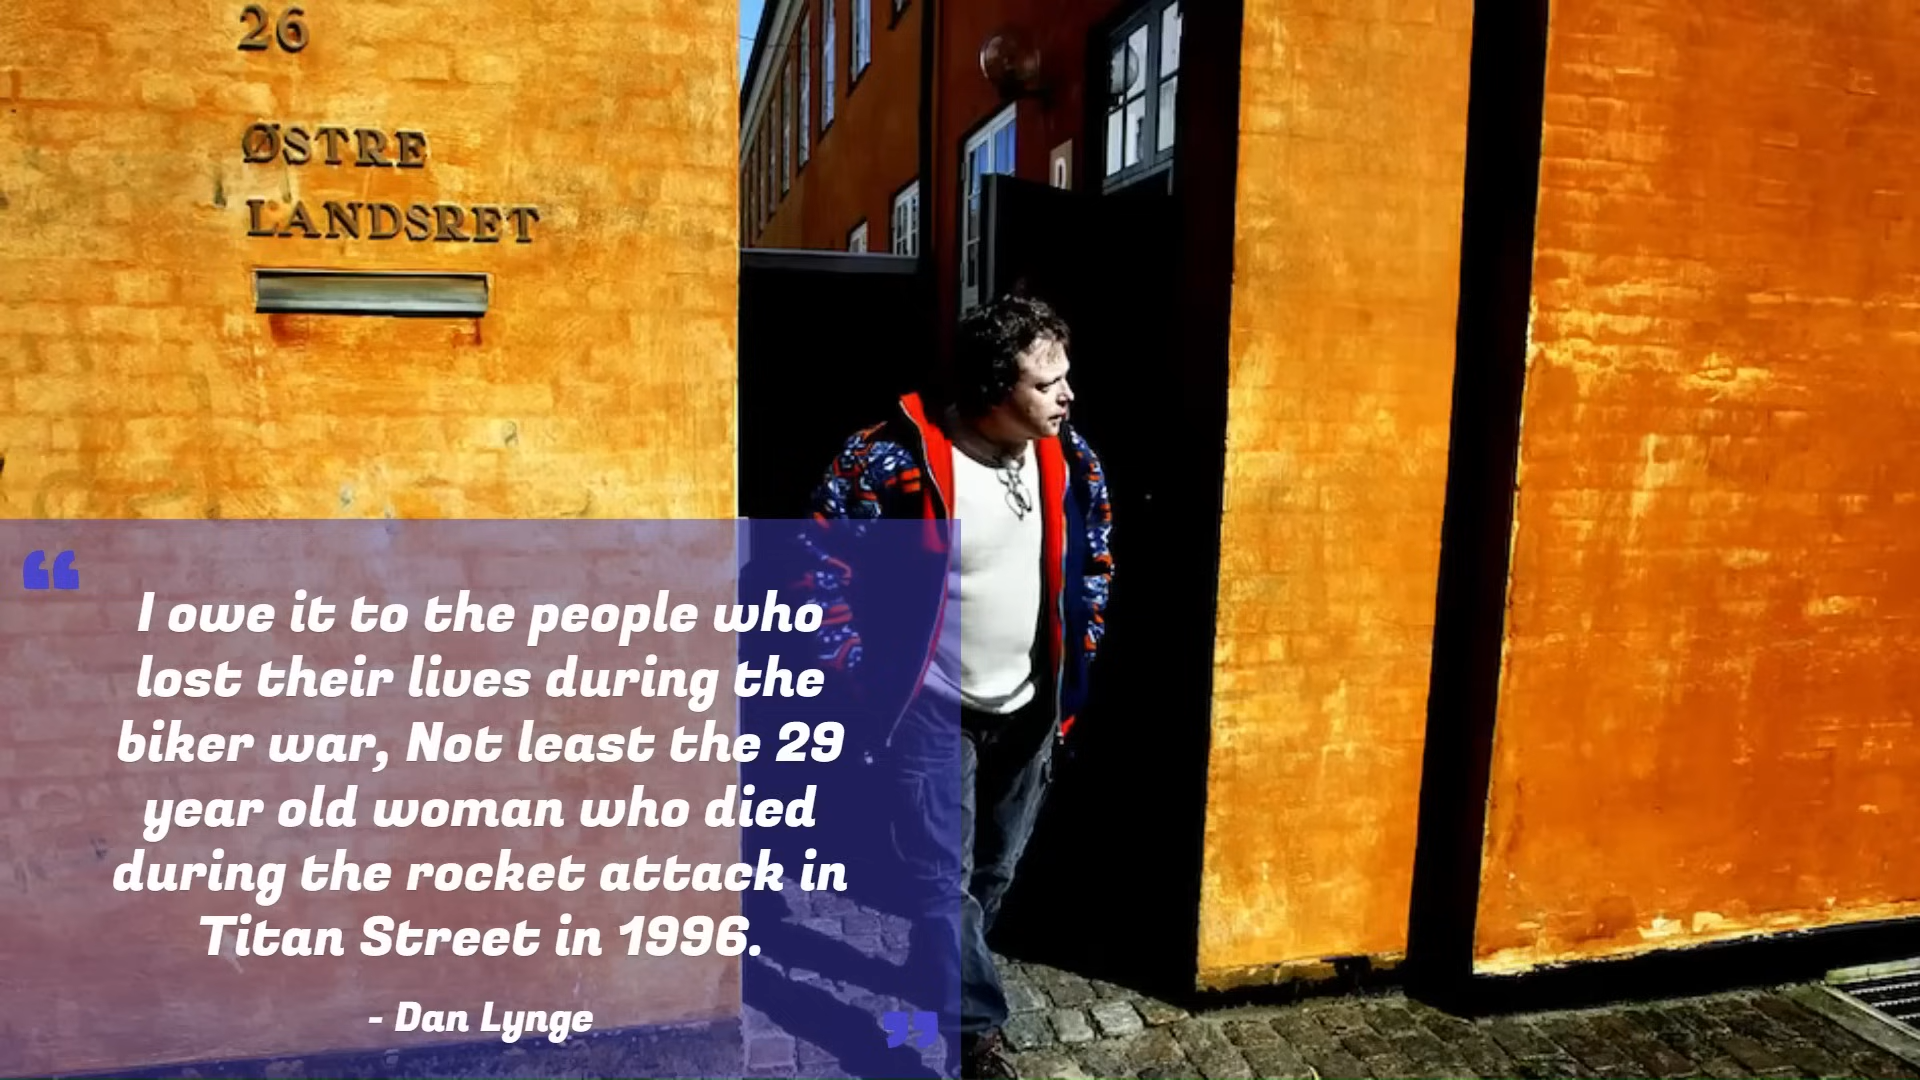 26
ØSTRE
LANDSRET
“
I owe it to the people who
lost their lives during the
biker war, Not least the 29
year old woman who died
during the rocket attack in
Titan Street in 1996.
- Dan Lynge
”